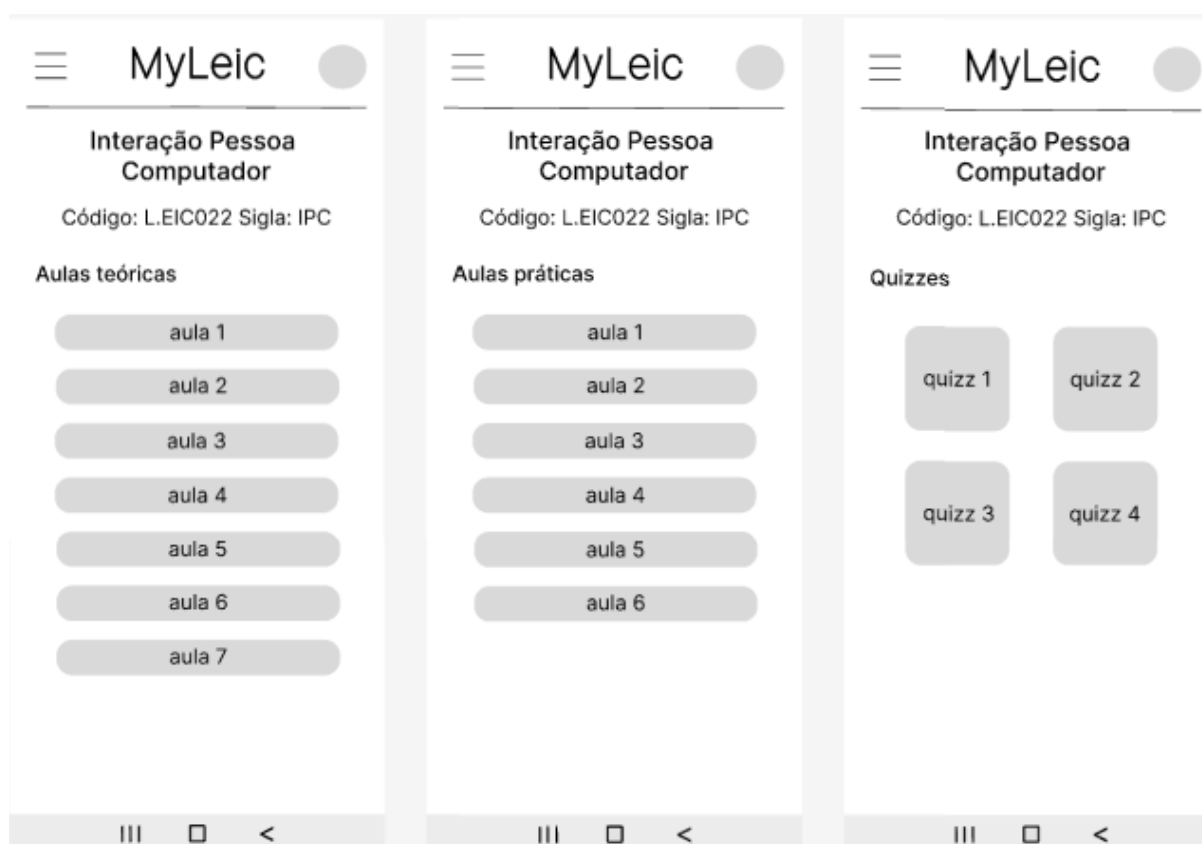 MyLeic
Interação Pessoa
Computador
Código: L.EIC022 Sigla: IPC
Aulas teóricas
aula 1
aula 2
aula 3
aula 4
aula 5
aula 6
aula 7
MyLeic
Interação Pessoa
Computador
Código: L.EIC022 Sigla: IPC
Aulas práticas
aula 1
aula 2
aula 3
aula 4
aula 5
aula 6
MyLeic
Interação Pessoa
Computador
Código: L.EIC022 Sigla: IPC
Quizzes
quizz 1
quizz 2
quizz 3
quizz 4